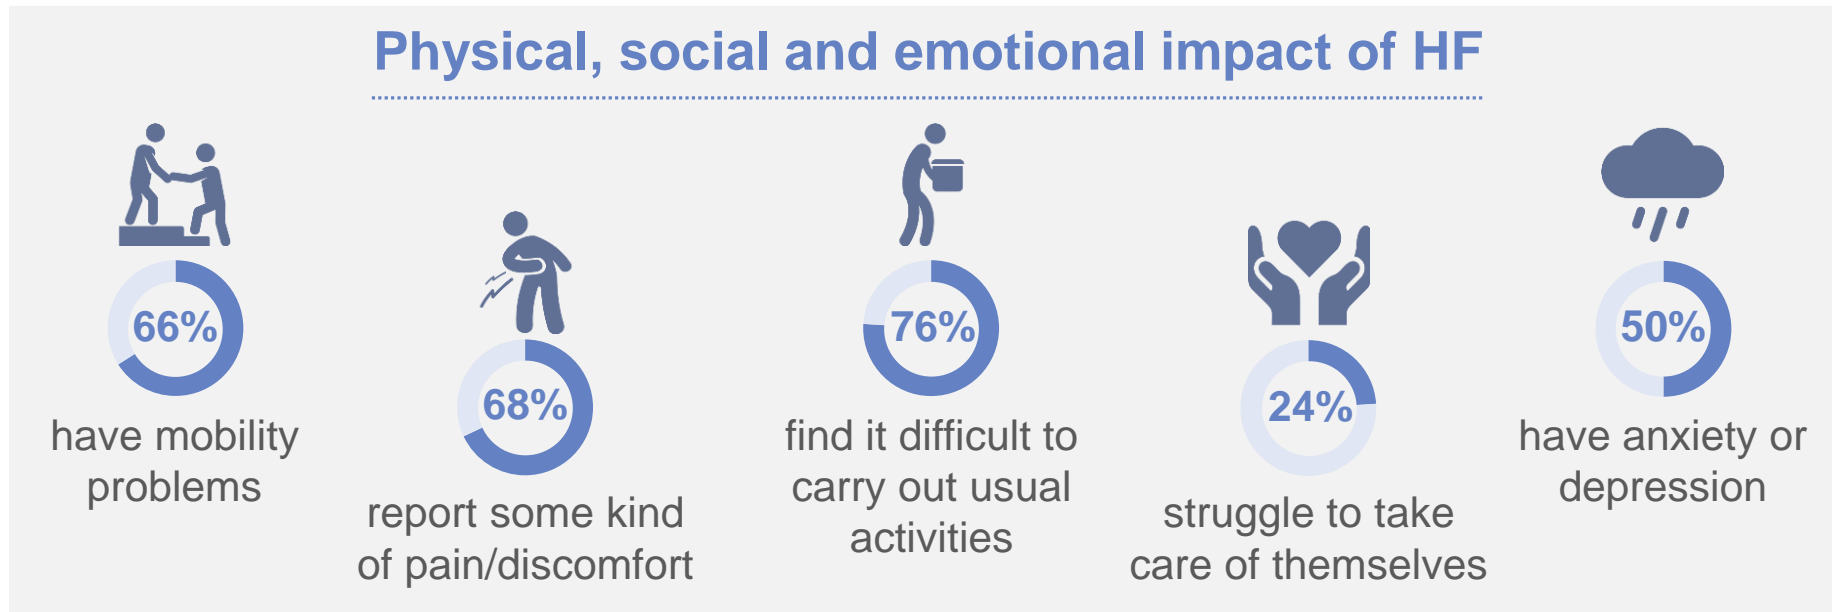 Physical, social and emotional impact of HF
66%
have mobility
problems
68%
report some kind
of pain/discomfort
76%
find it difficult to
carry out usual
activities
24%
struggle to take
care of themselves
50%
have anxiety or
depression